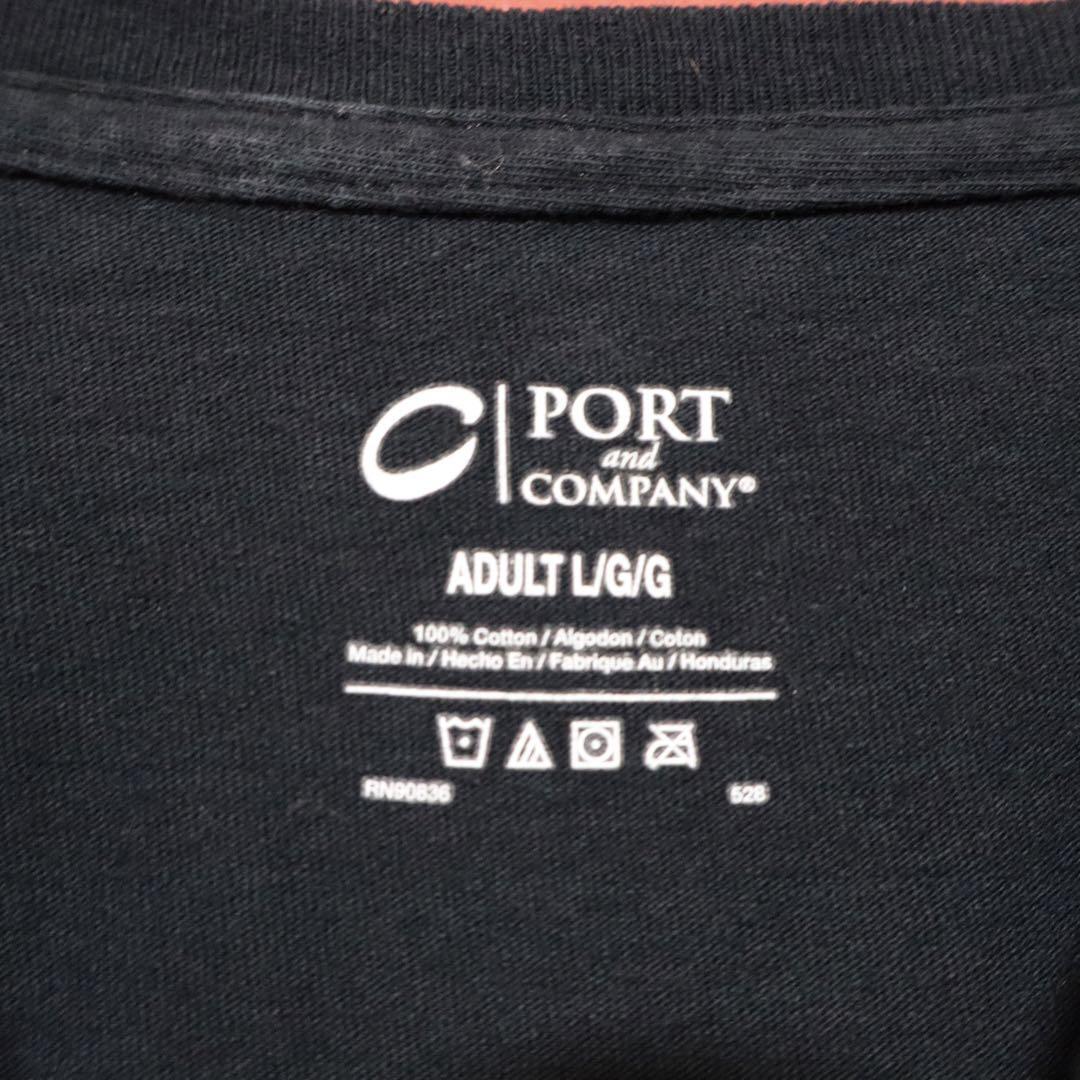 PORT
and
COMPANY®
ADULT L/G/G
100% Cotton / Algodon / Coton
Made in / Hecho En / Fabrique Au / Honduras
RN90836
528